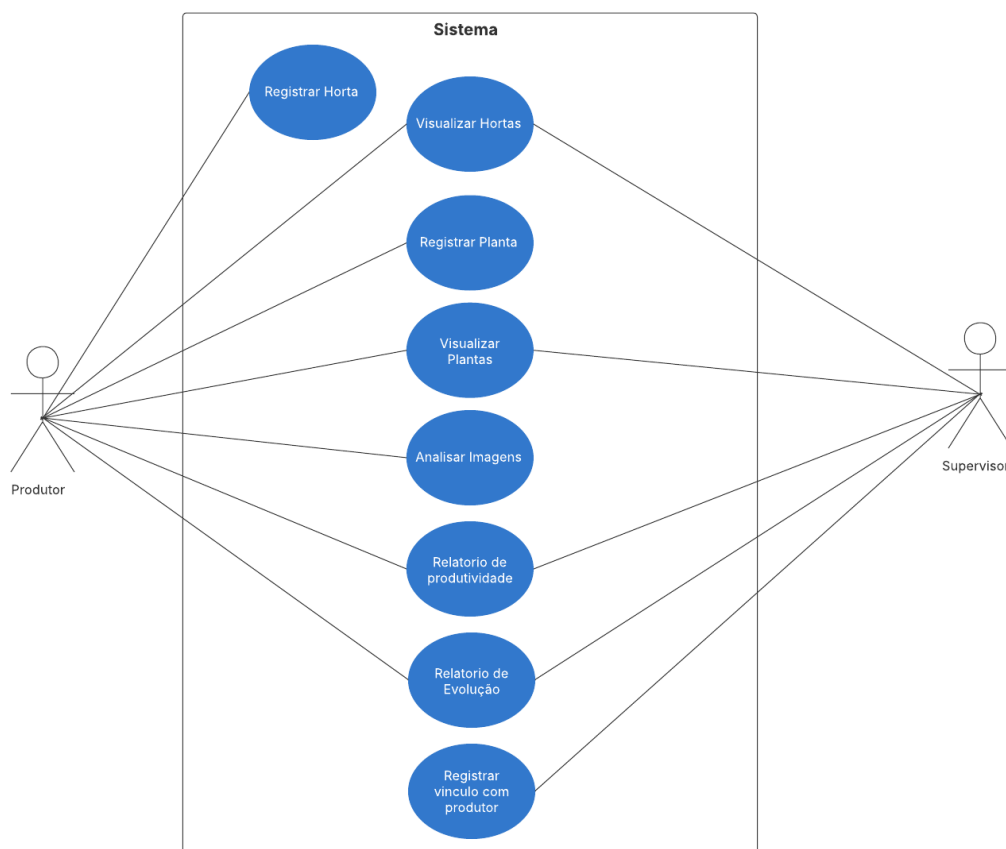 Sistema
Registrar Horta
Visualizar Hortas
Registrar Planta
Visualizar
Plantas
Analisar Imagens
Produtor
Supervisor
Relatorio de
produtividade
Relatorio de
Evolução
Registrar
vinculo com
produtor